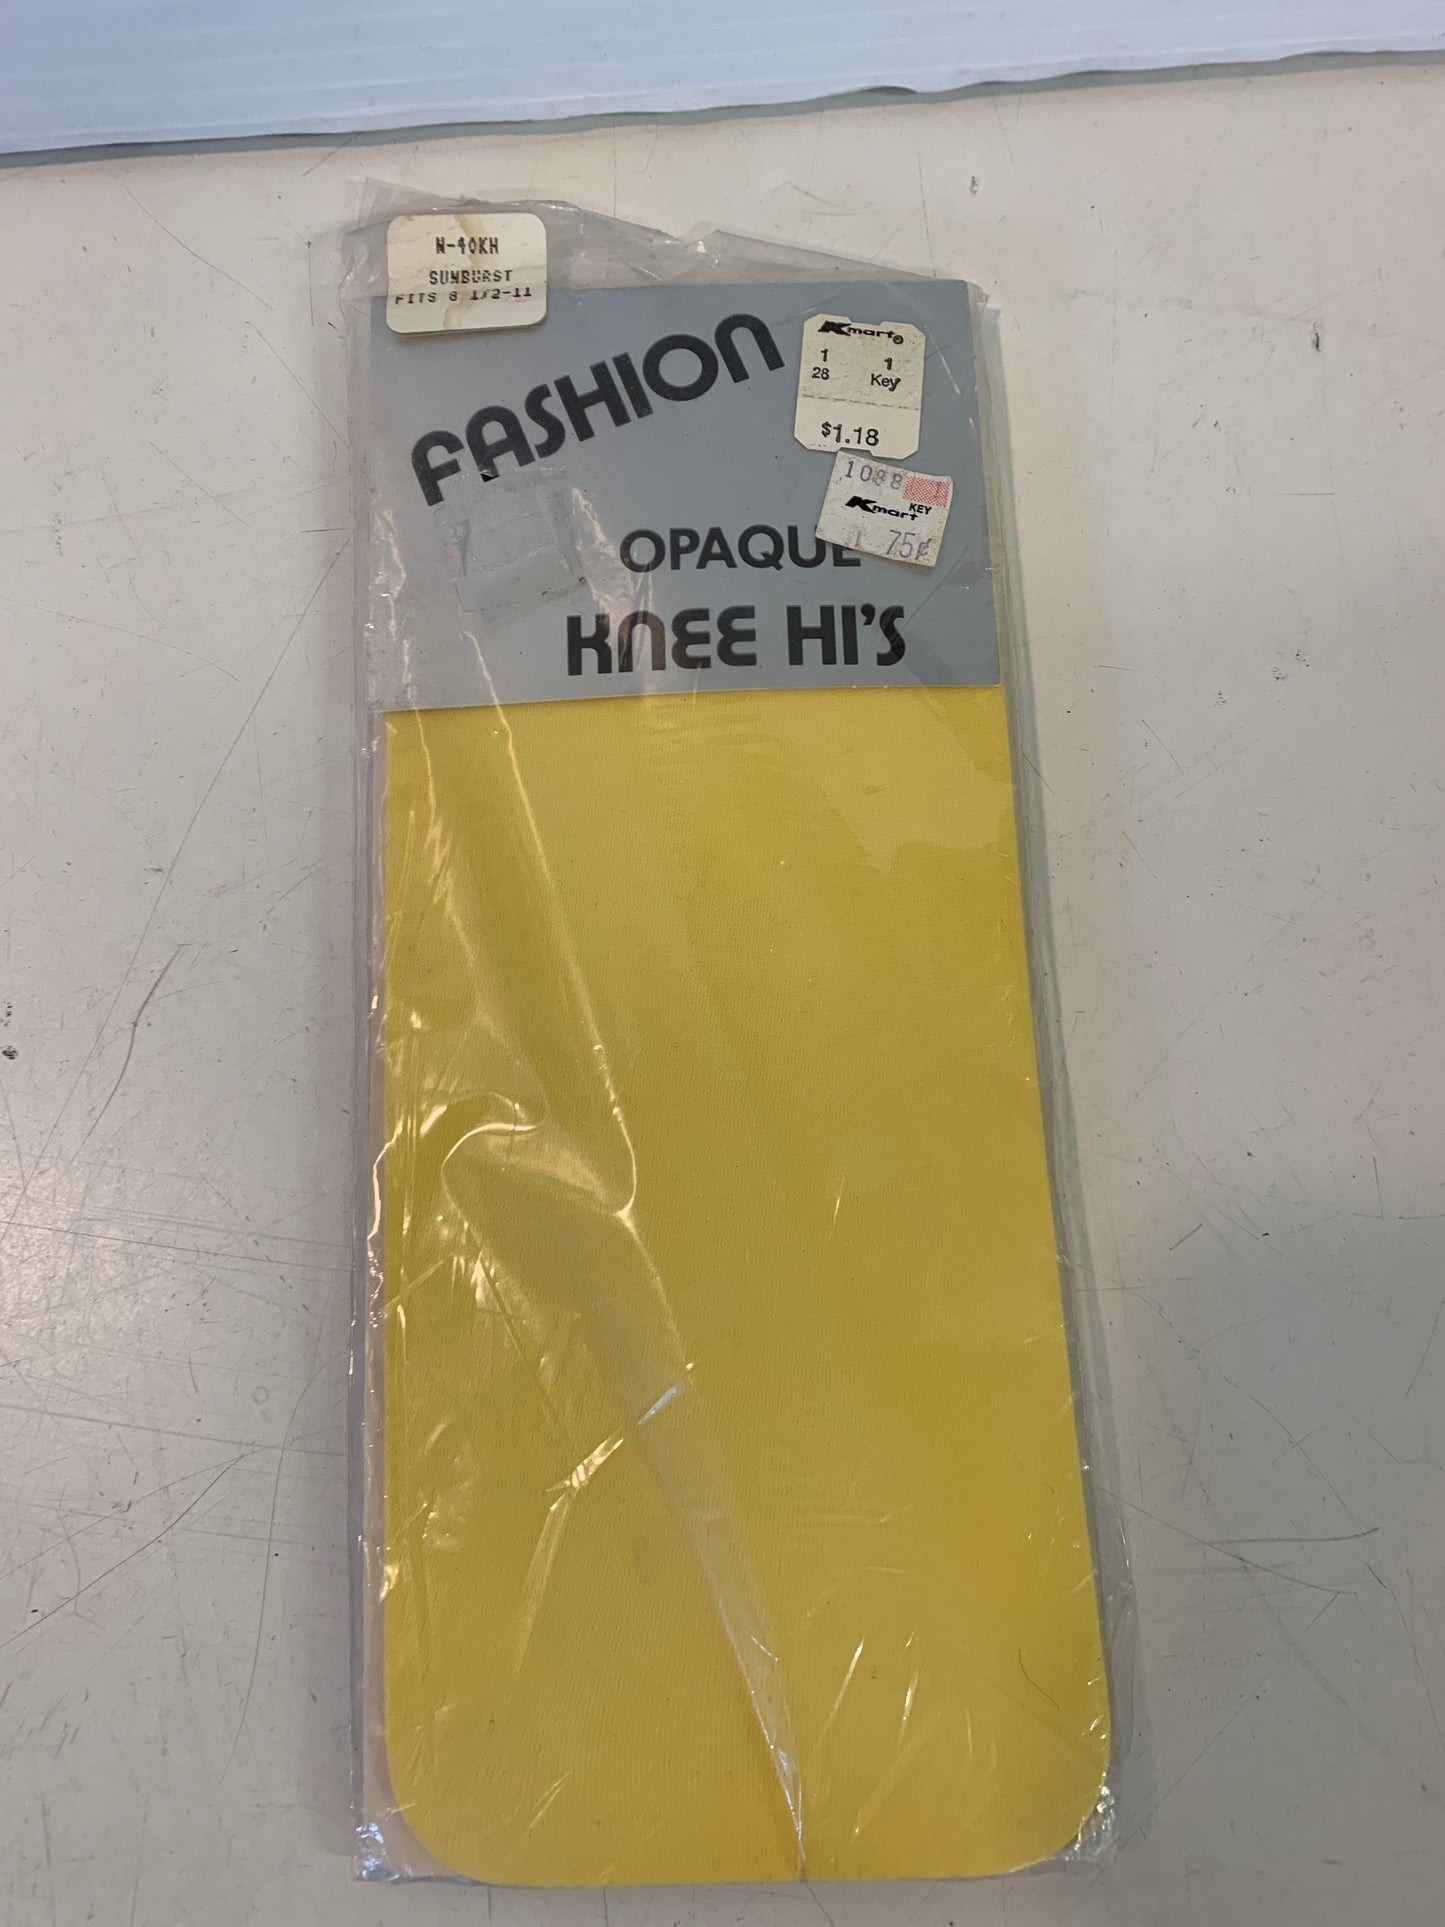 N-40KH
SUNBURST
FITS 8 1/2-11
FASHION
OPAQUE
KNEE HI'S
Kmart®
1 1
28 Key
$1.18
1088 1
Kmart KEY
75¢